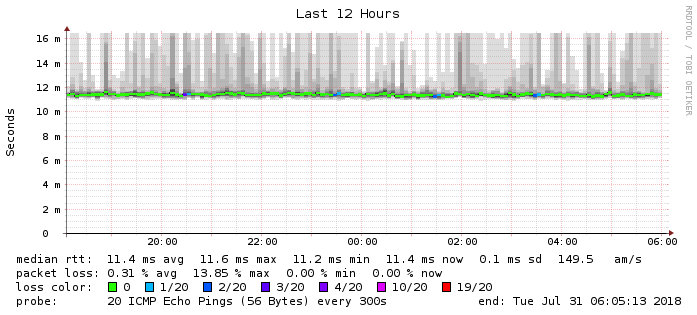 Last 12 Hours
RRDTOOL / TOBI OETIKER
Seconds
16 m
14 m
12 m
10 m
8 m
6 m
4 m
2 m
0
20:00 22:00 00:00 02:00 04:00 06:00
median rtt: 11.4 ms avg 11.6 ms max 11.2 ms min 11.4 ms now 0.1 ms sd 149.5 am/s
packet loss: 0.31 % avg 13.85 % max 0.00 % min 0.00 % now
loss color: 0 1/20 2/20 3/20 4/20 10/20 19/20
probe: 20 ICMP Echo Pings (56 Bytes) every 300s end: Tue Jul 31 06:05:13 2018